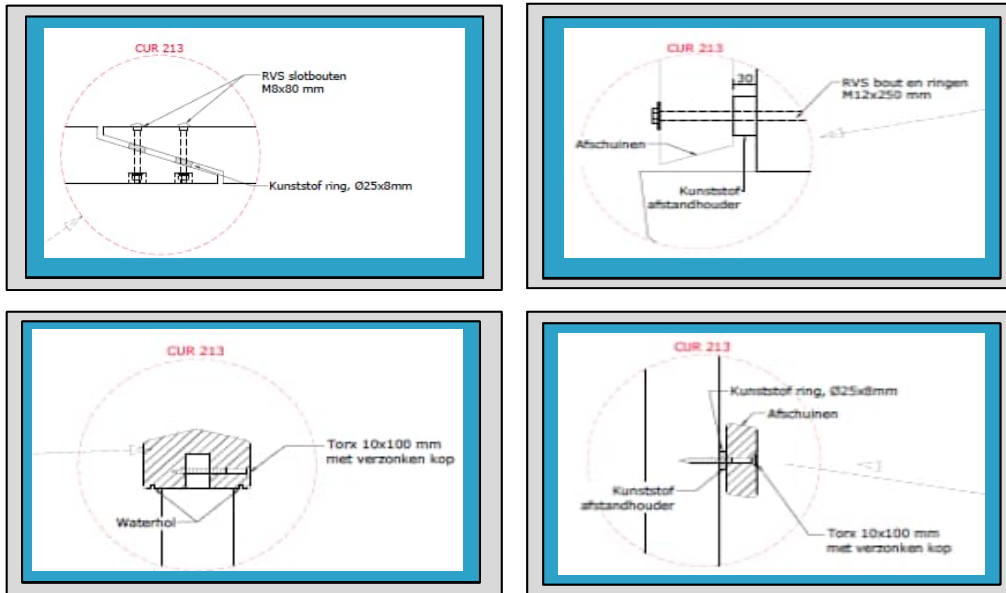 CUR 213
RVS slotbouten
M8x80 mm
Kunststof ring, Ø25x8mm
CUR 213
30
RVS bout en ringen
M12x250 mm
Afschuinen
Kunststof
afstandhouder
CUR 213
Torx 10x100 mm
met verzonken kop
Waterhol
CUR 213
Kunststof ring, Ø25x8mm
Afschuinen
Kunststof
afstandhouder
Torx 10x100 mm
met verzonken kop